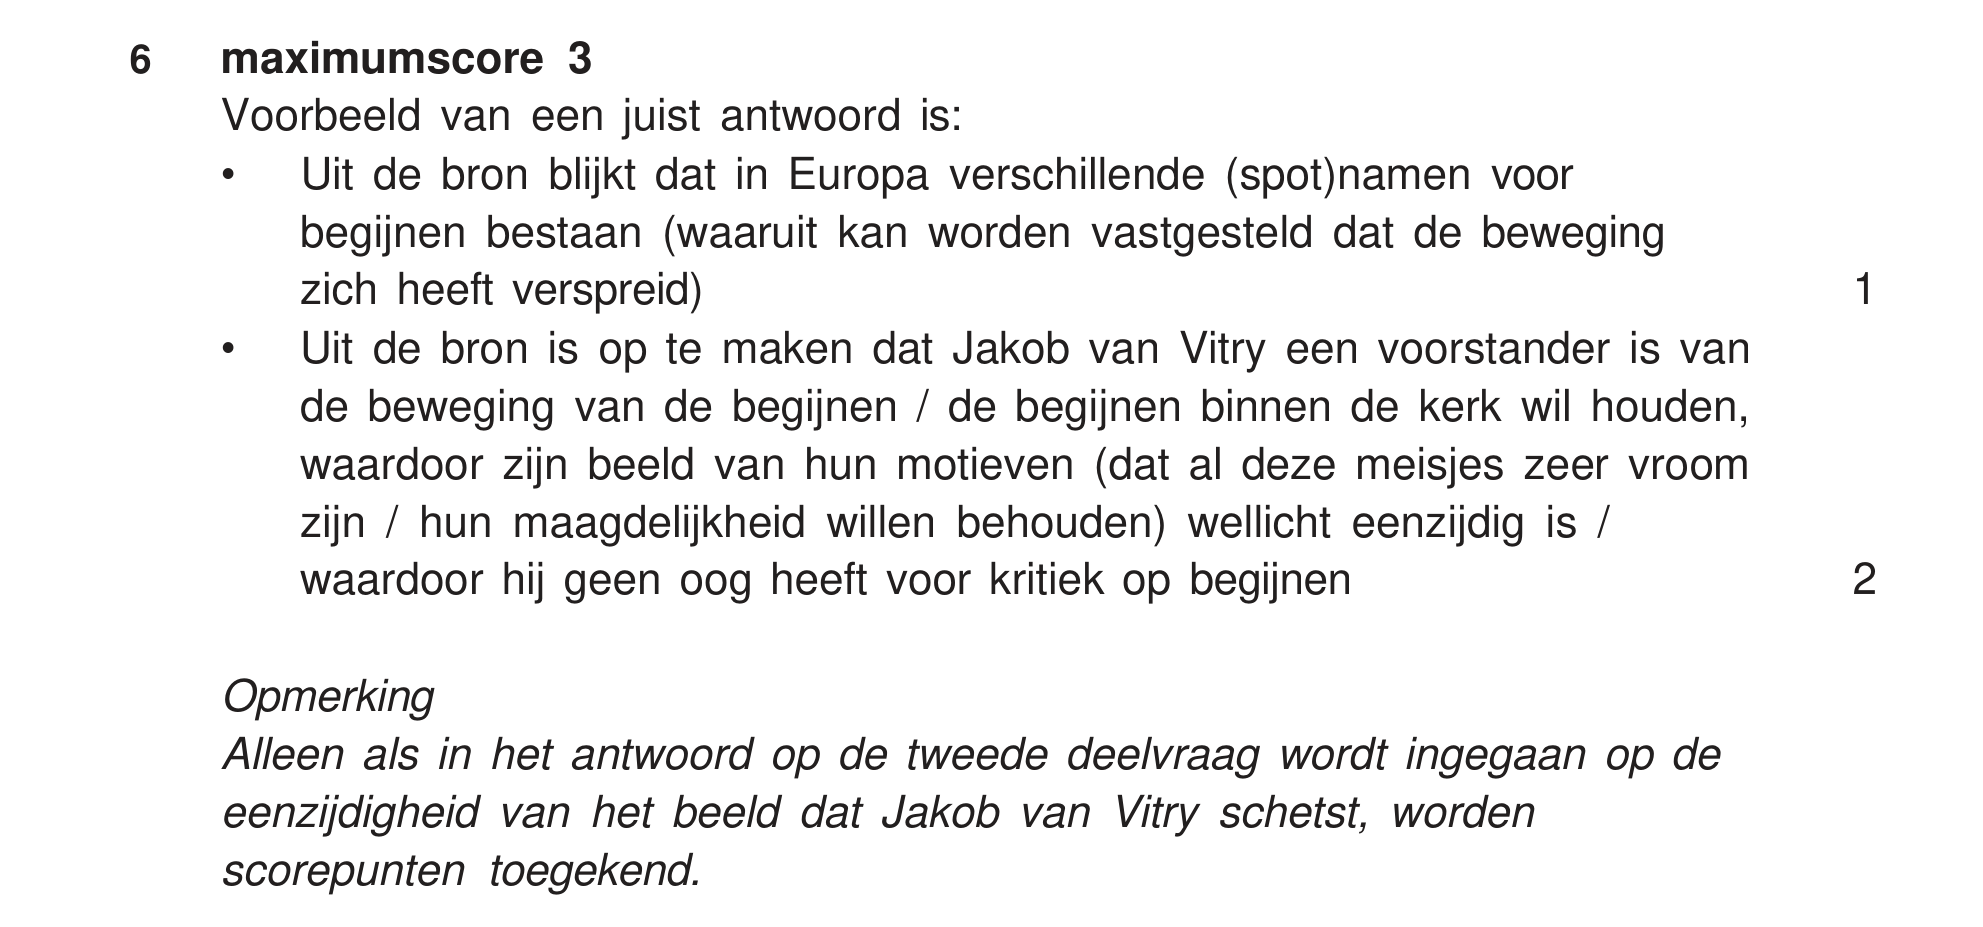 6 maximumscore 3
Voorbeeld van een juist antwoord is:
• Uit de bron blijkt dat in Europa verschillende (spot)namen voor
begijnen bestaan (waaruit kan worden vastgesteld dat de beweging
zich heeft verspreid) 1
• Uit de bron is op te maken dat Jakob van Vitry een voorstander is van
de beweging van de begijnen / de begijnen binnen de kerk wil houden,
waardoor zijn beeld van hun motieven (dat al deze meisjes zeer vroom
zijn / hun maagdelijkheid willen behouden) wellicht eenzijdig is /
waardoor hij geen oog heeft voor kritiek op begijnen 2
Opmerking
Alleen als in het antwoord op de tweede deelvraag wordt ingegaan op de
eenzijdigheid van het beeld dat Jakob van Vitry schetst, worden
scorepunten toegekend.